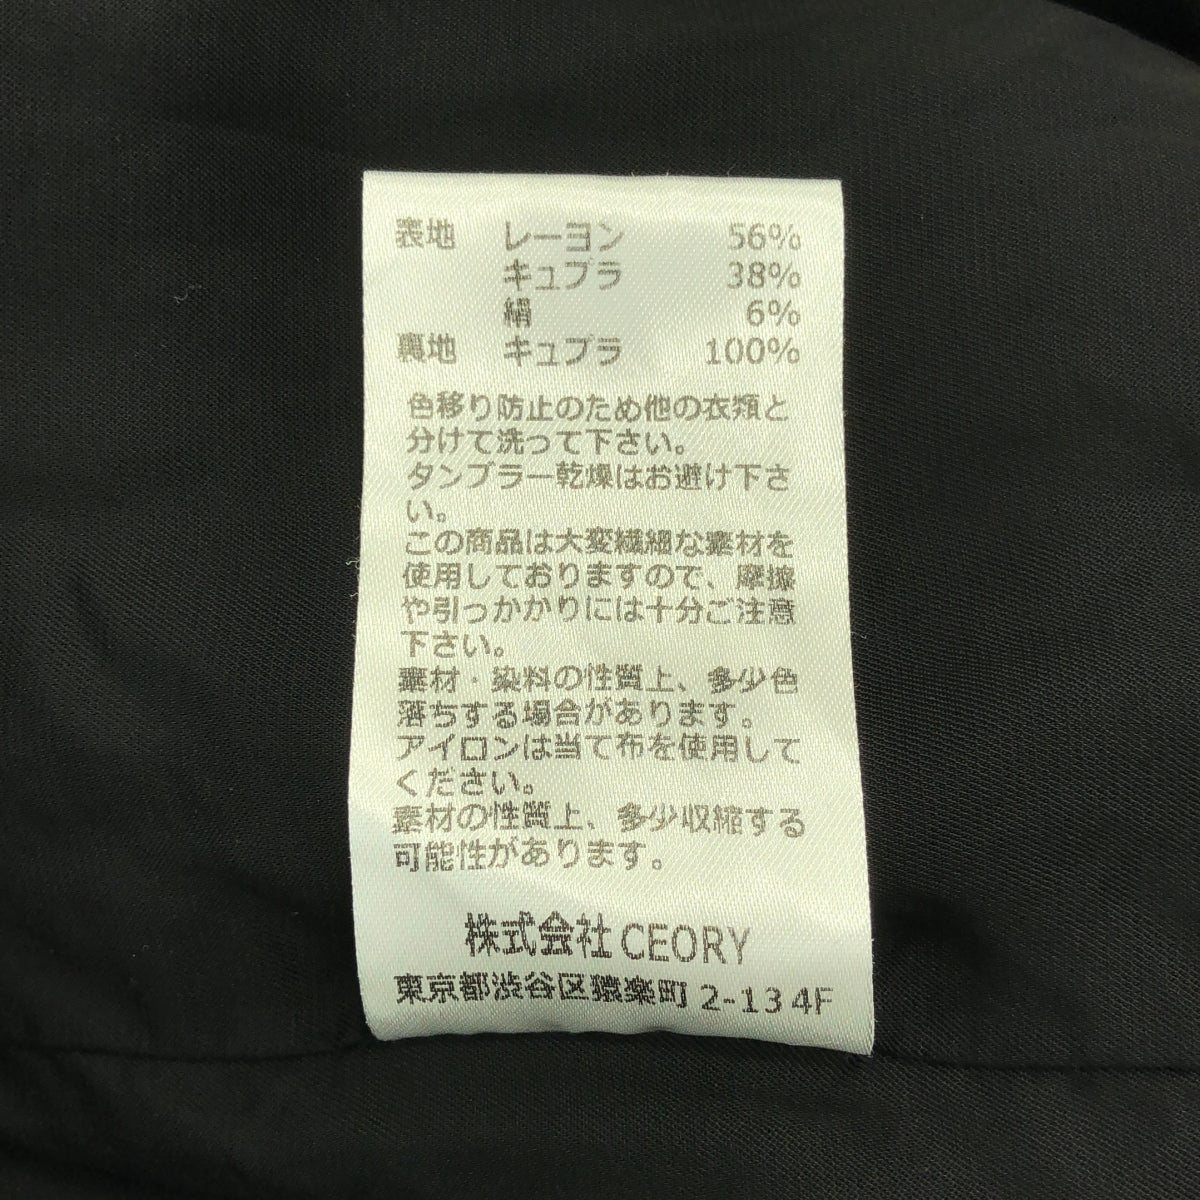 表地 レーヨン 56%
キュプラ 38%
絹 6%
裏地 キュプラ 100%
色移り防止のため他の衣類と
分けて洗って下さい。
タンブラー乾燥はお避け下さ
い。
この商品は大変繊細な素材を
使用しておりますので、摩擦
や引っかかりには十分ご注意
下さい。
素材・染料の性質上、多少色
落ちする場合があります。
アイロンは当て布を使用して
ください。
素材の性質上、多少収縮する
可能性があります。
株式会社 CEORY
東京都渋谷区猿楽町 2-13 4F